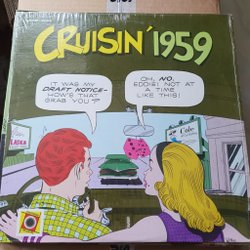 CRUISIN' 1959
IT WAS MY
DRAFT NOTICE-
HOW'S THAT
GRAB YOU?
OH, NO,
EDDIE! NOT AT
A TIME
LIKE THIS!